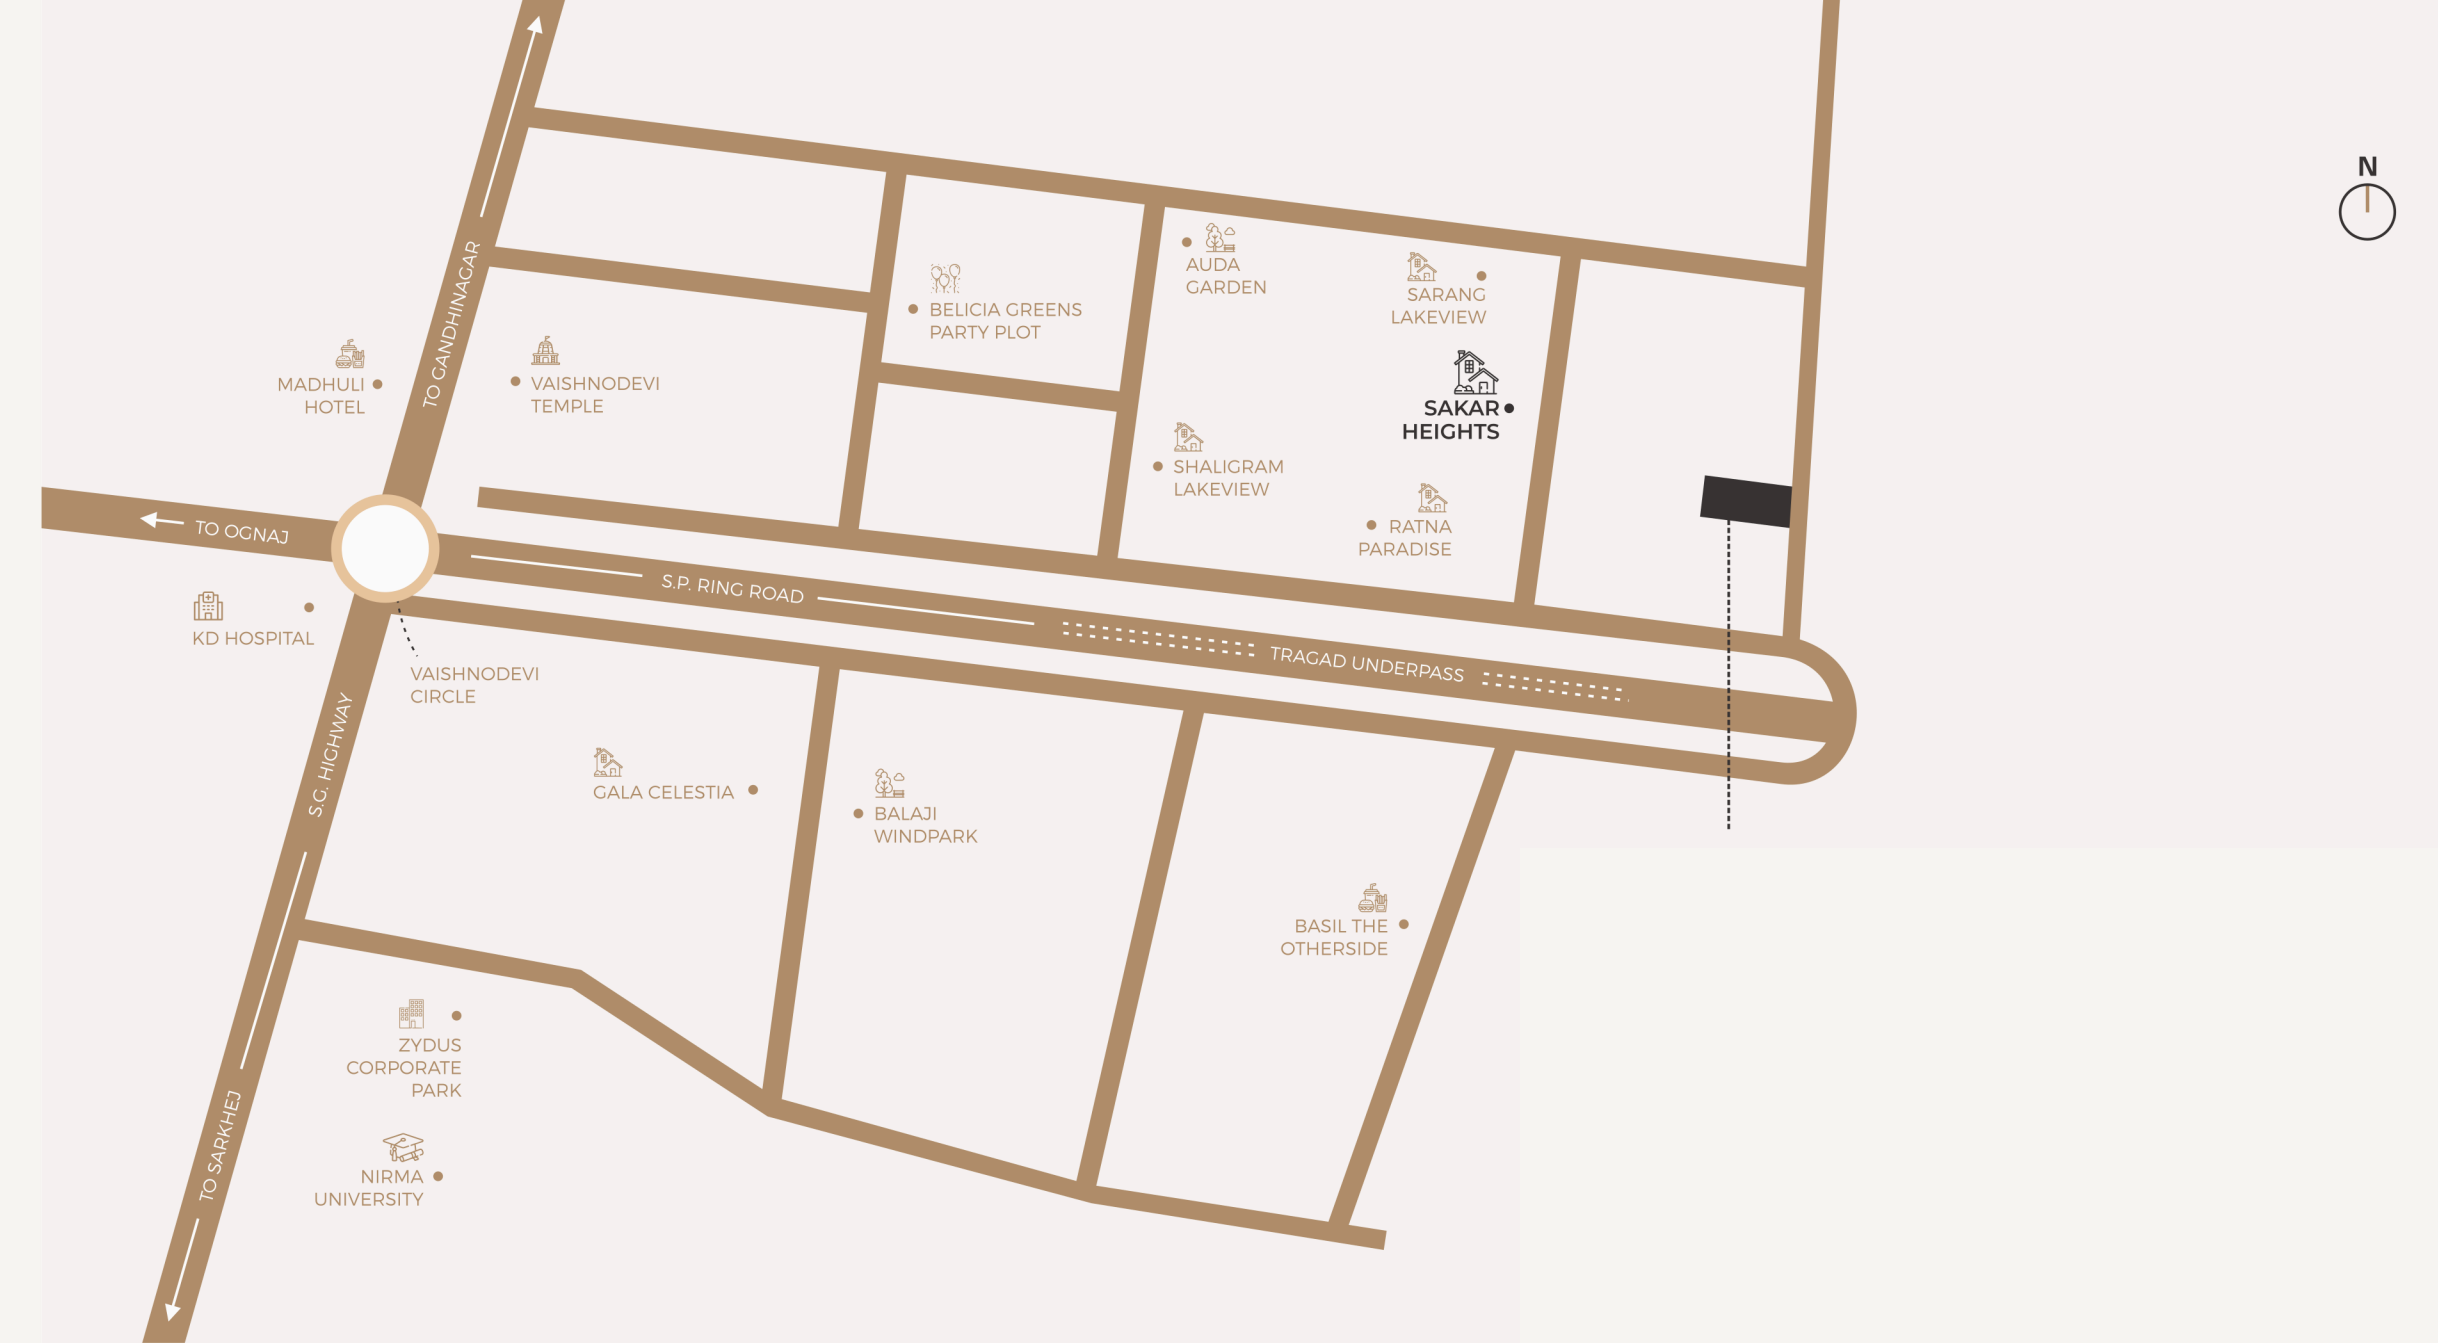 N
TO GANDHINAGAR
AUDA
GARDEN
SARANG
LAKEVIEW
BELICIA GREENS
PARTY PLOT
MADHULI
HOTEL
VAISHNODEVI
TEMPLE
SAKAR
HEIGHTS
SHALIGRAM
LAKEVIEW
RATNA
PARADISE
TO OGNAJ
S.P. RING ROAD
TRAGAD UNDERPASS
KD HOSPITAL
VAISHNODEVI
CIRCLE
S.G. HIGHWAY
GALA CELESTIA
BALAJI
WINDPARK
BASIL THE
OTHERSIDE
ZYDUS
CORPORATE
PARK
TO SARKHEJ
NIRMA
UNIVERSITY